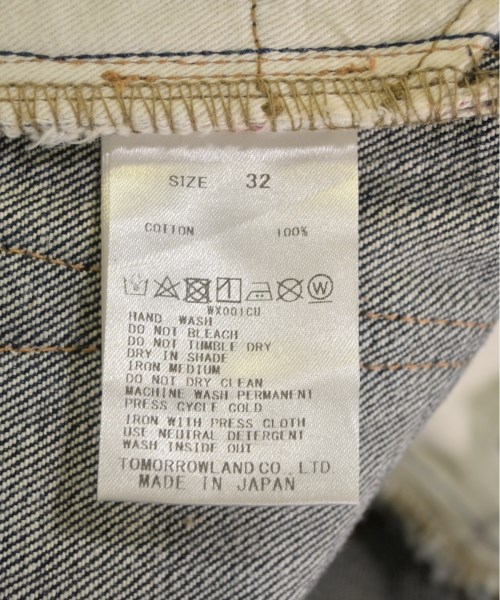 SIZE 32
COTTON 100%
W
WX001CU
HAND WASH
DO NOT BLEACH
DO NOT TUMBLE DRY
DRY IN SHADE
IRON MEDIUM
DO NOT DRY CLEAN
MACHINE WASH PERMANENT
PRESS CYCLE COLD
IRON WITH PRESS CLOTH
USE NEUTRAL DETERGENT
WASH INSIDE OUT
TOMORROWLAND CO., LTD.
MADE IN JAPAN